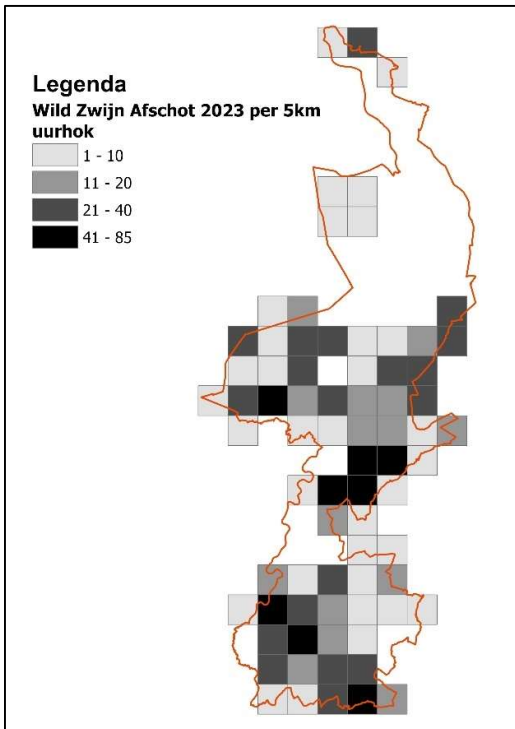 Legenda
Wild Zwijn Afschot 2023 per 5km
uurhok
1 - 10
11 - 20
21 - 40
41 - 85